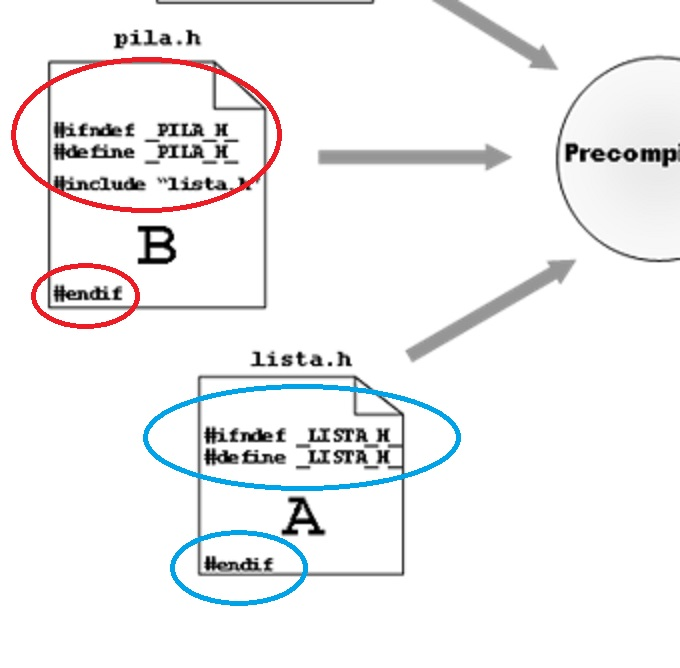 pila.h
#ifndef _PILA_H_
#define _PILA_H_
#include “lista.h”
B
#endif
Precompi
lista.h
#ifndef _LISTA_H_
#define _LISTA_H_
A
#endif